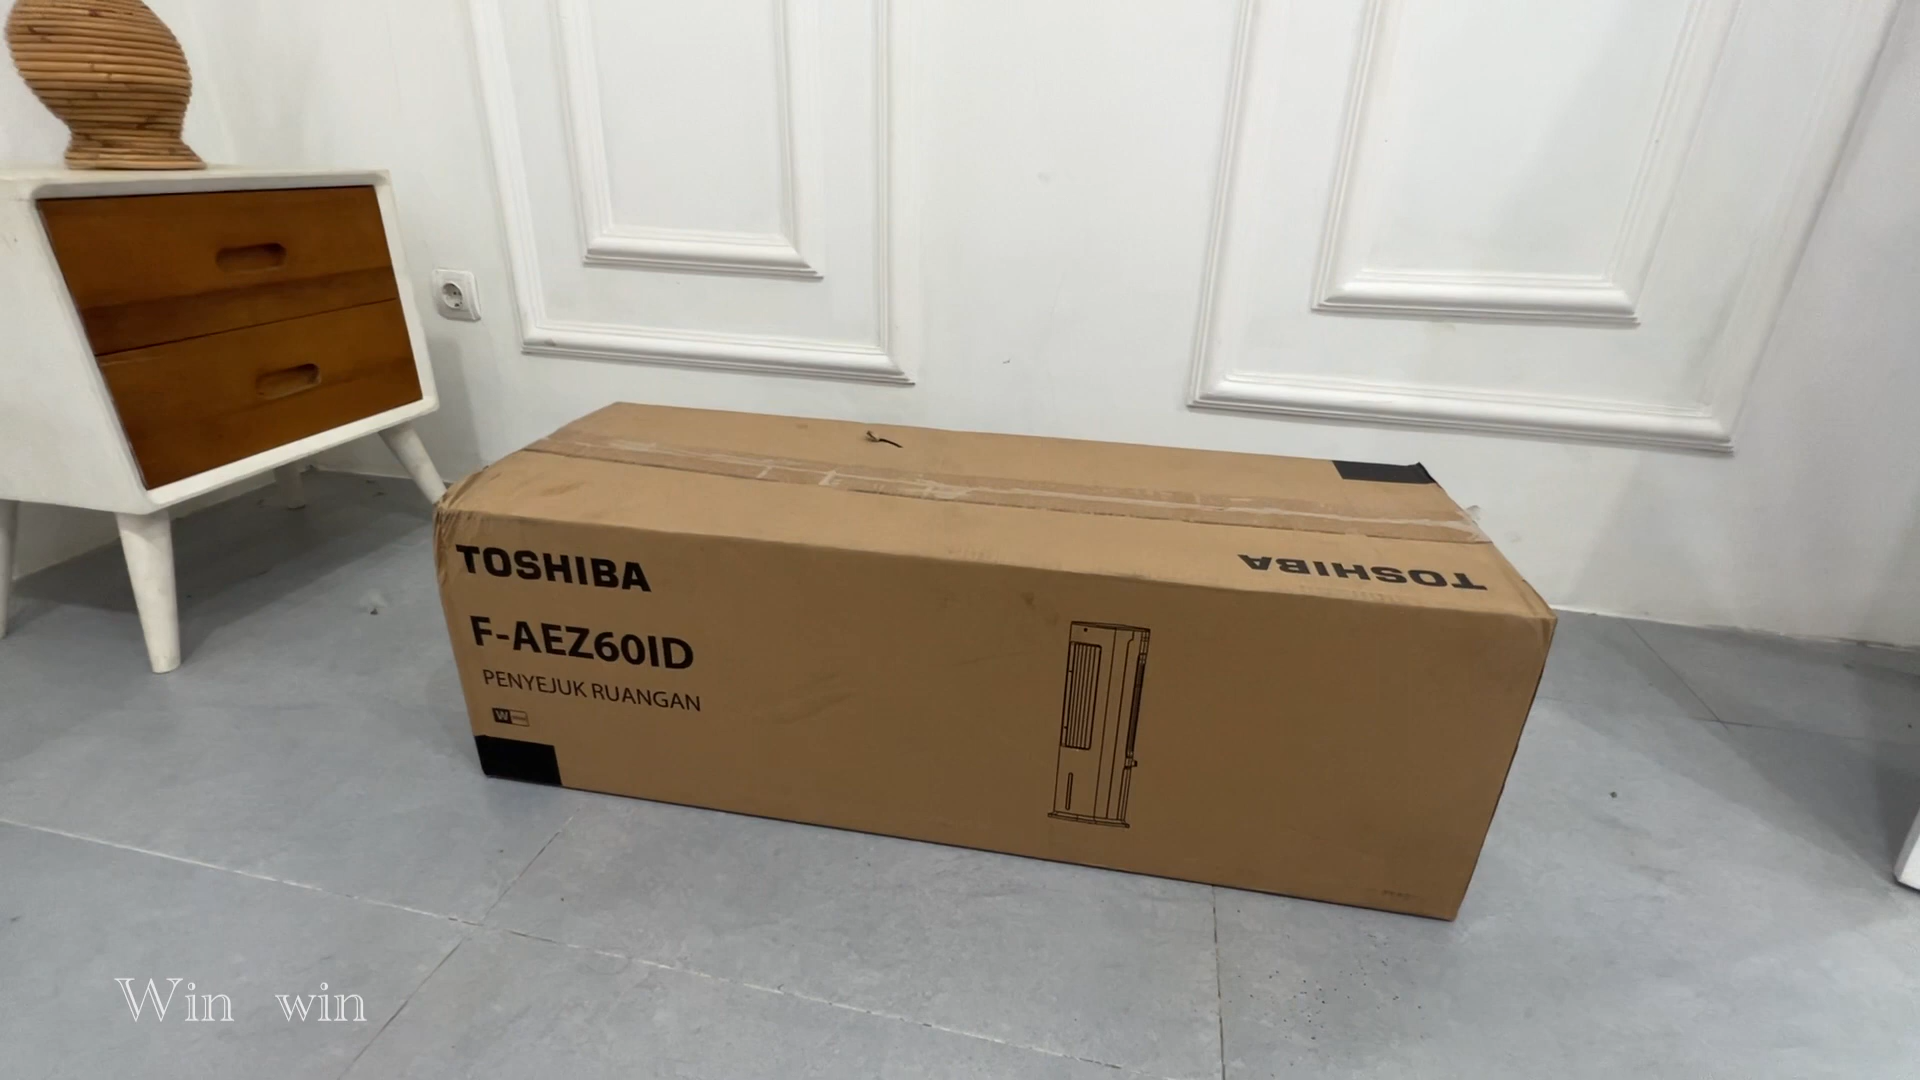 TOSHIBA
TOSHIBA
F-AEZ60ID
PENYEJUK RUANGAN
W
Win win